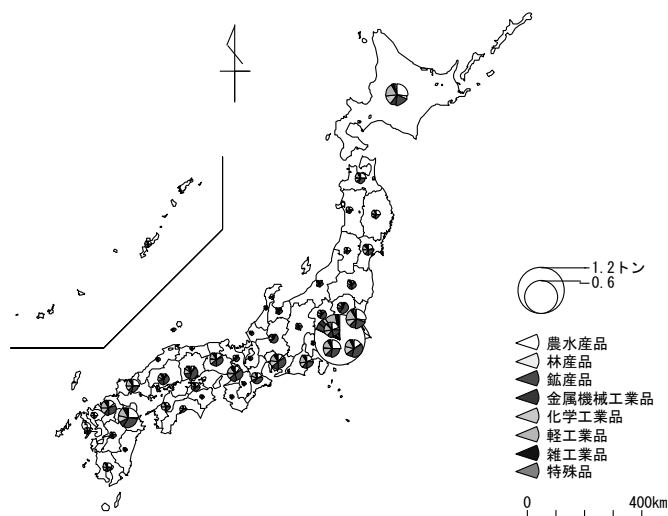 1.2トン
0.6
農水産品
林産品
鉱産品
金属機械工業品
化学工業品
軽工業品
雑工業品
特殊品
0 400km